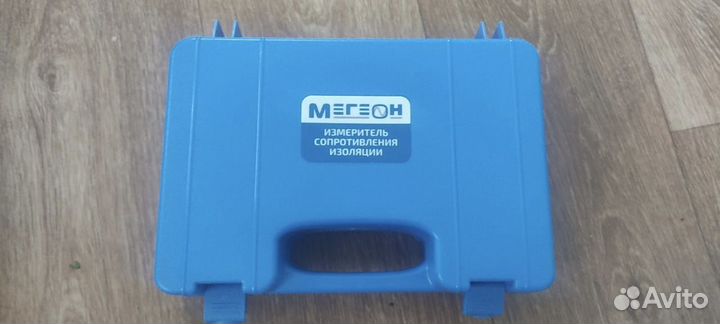 МЕГЕОН
ИЗМЕРИТЕЛЬ
СОПРОТИВЛЕНИЯ
ИЗОЛЯЦИИ
Avito